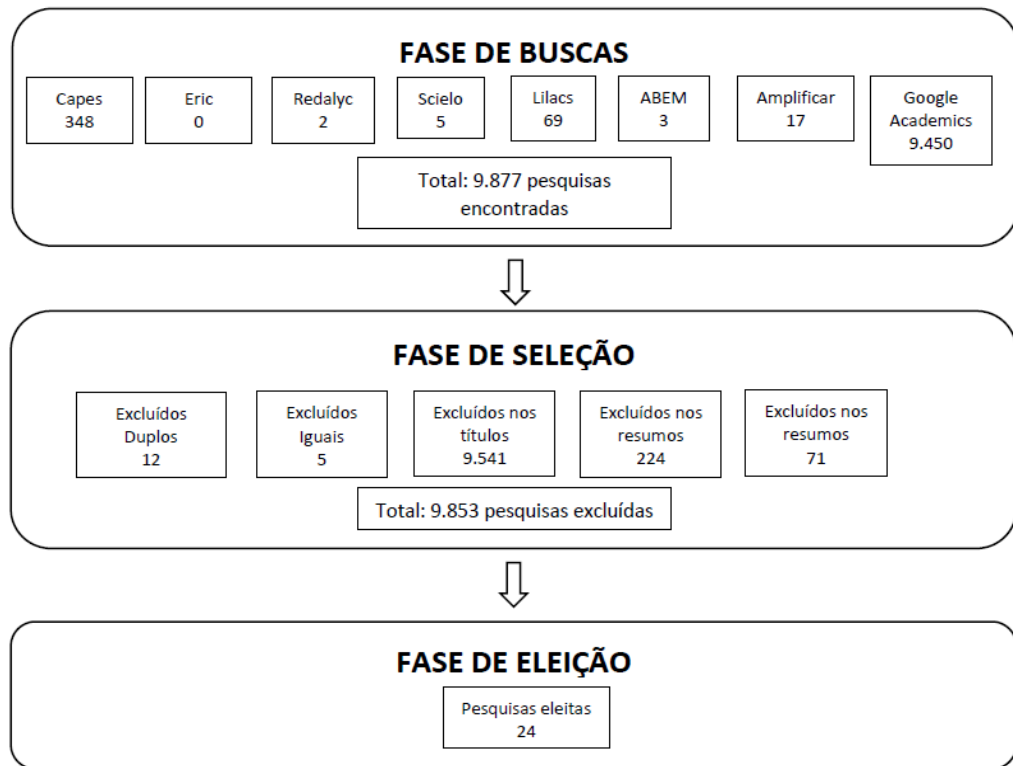 FASE DE BUSCAS
Capes
348
Eric
0
Redalyc
2
Scielo
5
Lilacs
69
ABEM
3
Amplificar
17
Google
Academics
9.450
Total: 9.877 pesquisas
encontradas
FASE DE SELEÇÃO
Excluídos
Duplos
12
Excluídos
Iguais
5
Excluídos nos
títulos
9.541
Excluídos nos
resumos
224
Excluídos nos
resumos
71
Total: 9.853 pesquisas excluídas
FASE DE ELEIÇÃO
Pesquisas eleitas
24